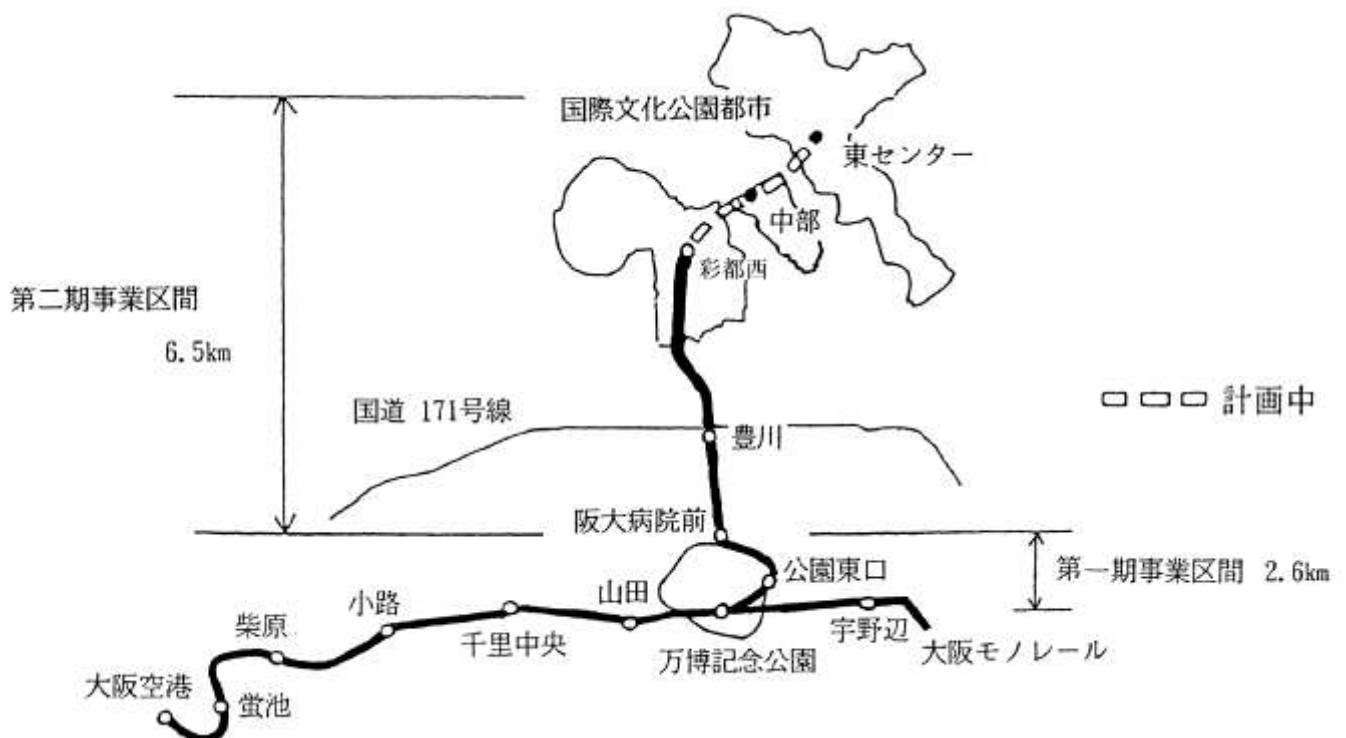 国際文化公園都市
東センター
中部
彩都西
第二期事業区間
6.5km
国道 171号線
豊川
計画中
阪大病院前
公園東口
第一期事業区間 2.6km
山田
小路
宇野辺
柴原
千里中央
万博記念公園
大阪モノレール
大阪空港
蛍池